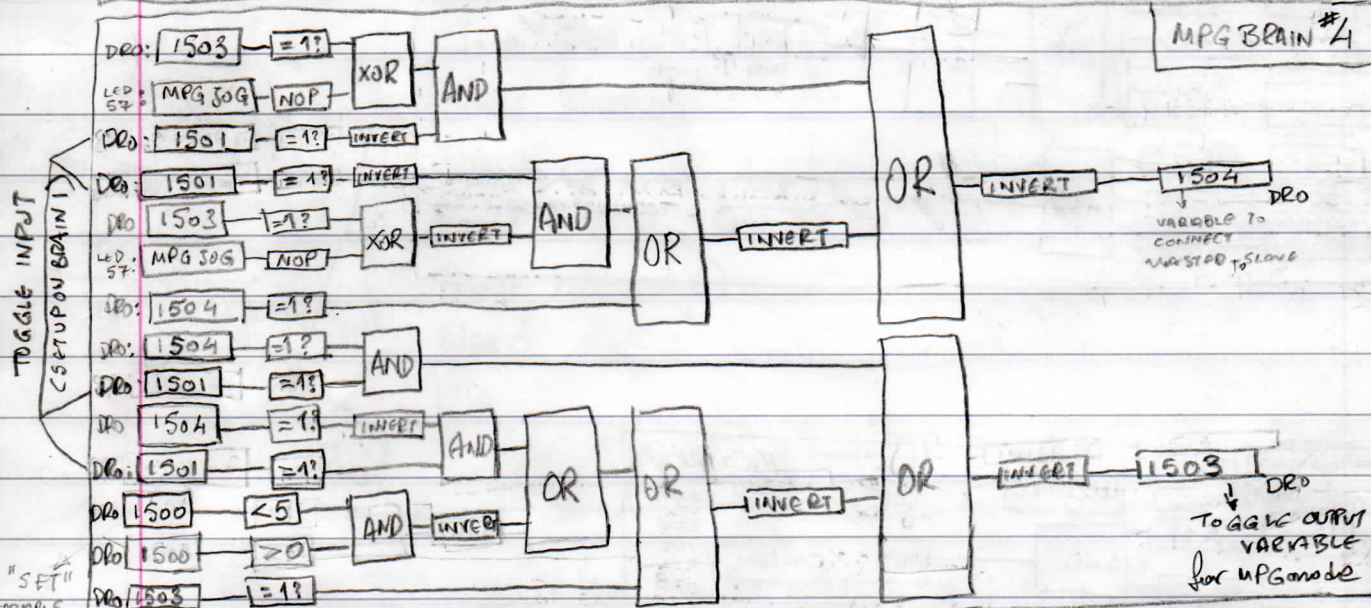 MPG BRAIN #4
DRO: 1503 =1?
LED 57: MPG JOG NOP
XOR
AND
DRO: 1501 =1? INVERT
DRO: 1501 =1? INVERT
DRO 1503 =1?
LED 57: MPG JOG NOP
XOR INVERT
AND
DRO: 1504 =1?
OR INVERT
OR INVERT 1504 DRO
VARIABLE TO
CONNECT
MASTER TO SLAVE
DRO: 1504 =1?
DRO: 1501 =1?
AND
DRO 1504 =1? INVERT
DRO: 1501 =1?
AND
DRO 1500 <5
DRO 1500 >0
AND INVERT
OR
DRO 1503 =1?
OR INVERT
OR INVERT 1503 DRO
TOGGLE OUTPUT
VARIABLE
for MPGmode
TOGGLE INPUT
(SETUP ON BRAIN 1)
"SET"